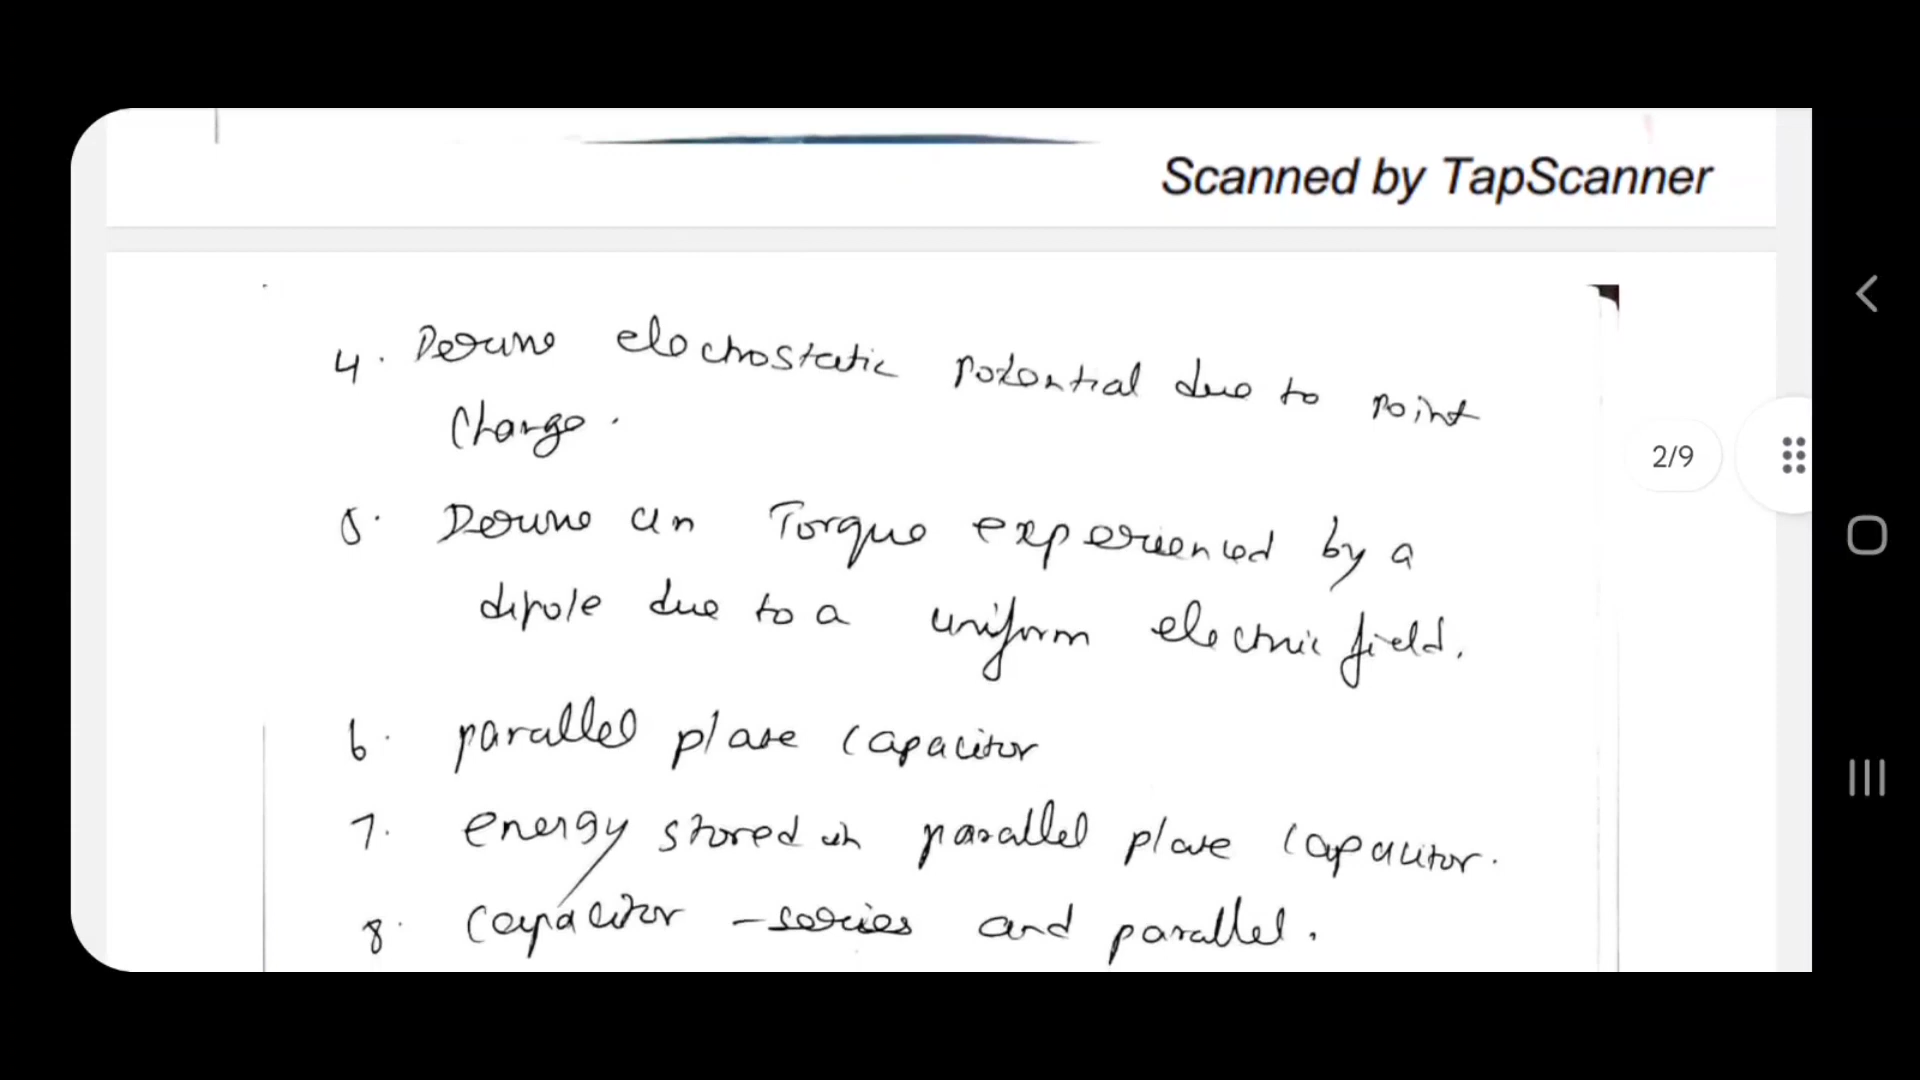 Scanned by TapScanner
4. Derive electrostatic potential due to point
charge.
5. Derive an Torque experienced by a
dipole due to a uniform electric field.
2/9
6. parallel plate capacitor
7. energy stored in parallel plate capacitor.
8. capacitor - series and parallel.